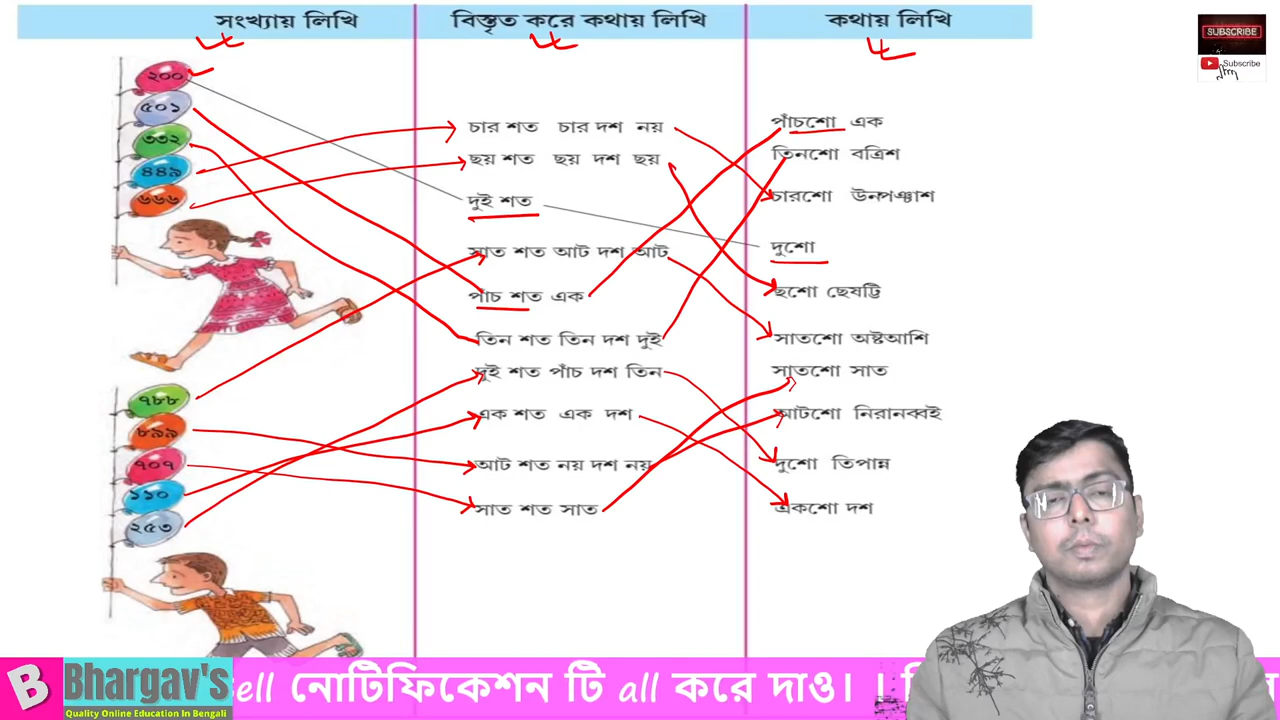 সংখ্যায় লিখি
বিস্তৃত করে কথায় লিখি
কথায় লিখি
২০০
৫০১
৩৩২
৪৪৯
৬৬৬
৭৮৮
৮৯৯
৭০৭
১১০
২৫৩
চার শত চার দশ নয়
ছয় শত ছয় দশ ছয়
দুই শত
সাত শত আট দশ আট
পাঁচ শত এক
তিন শত তিন দশ দুই
দুই শত পাঁচ দশ তিন
এক শত এক দশ
আট শত নয় দশ নয়
সাত শত সাত
পাঁচশো এক
তিনশো বত্রিশ
চারশো উনপঞ্চাশ
দুশো
ছশো ছেষট্টি
সাতশো অষ্টআশি
সাতশো সাত
আটশো নিরানব্বই
দুশো তিপান্ন
একশো দশ
SUBSCRIBE
Subscribe
B Bhargav's
Quality Online Education In Bengali
ell নোটিফিকেশন টি all করে দাও। ।